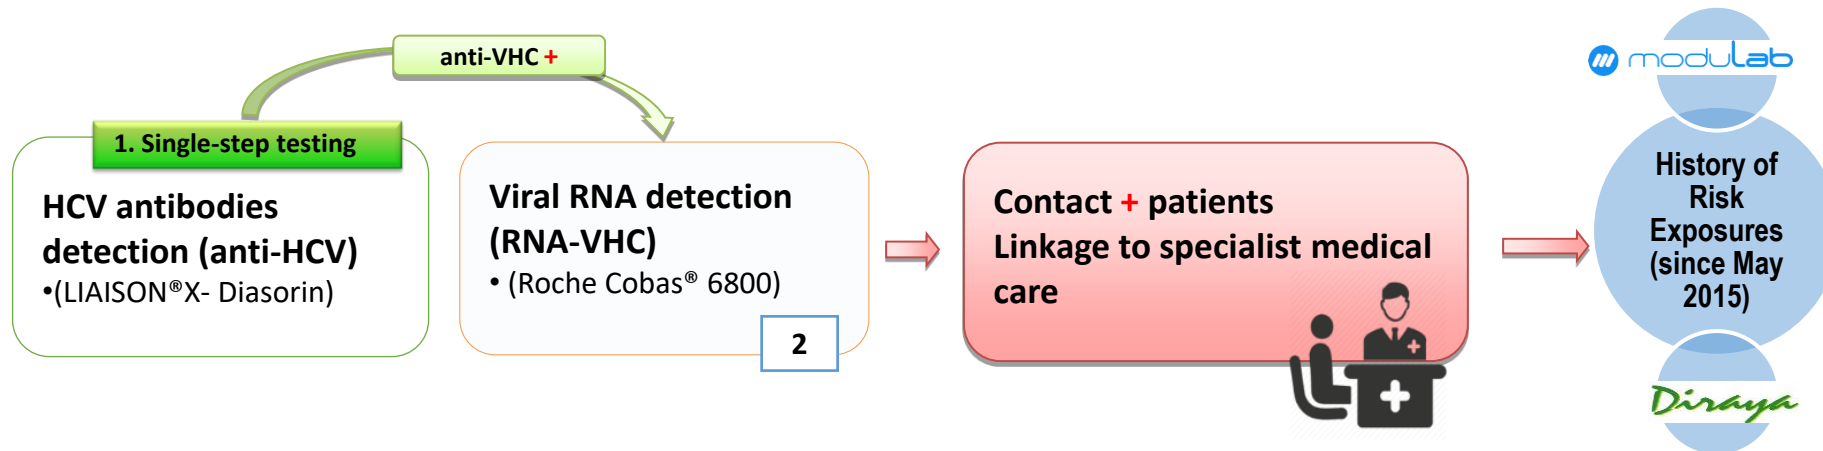 anti-VHC +
1. Single-step testing
HCV antibodies
detection (anti-HCV)
•(LIAISON®X- Diasorin)
Viral RNA detection
(RNA-VHC)
• (Roche Cobas® 6800)
2
Contact + patients
Linkage to specialist medical
care
modulab
History of
Risk
Exposures
(since May
2015)
Diraya